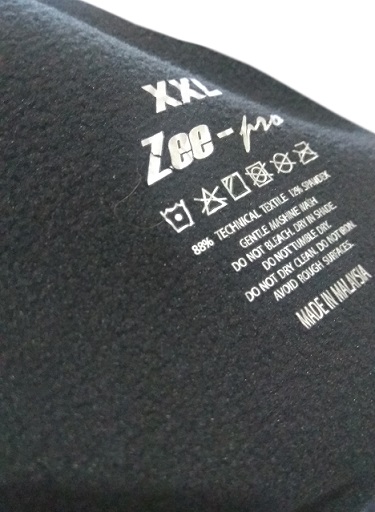 XXL
Zee-pro
88% TECHNICAL TEXTILE. 12% SPANDEX
GENTLE MASHINE WASH
DO NOT BLEACH. DRY IN SHADE.
DO NOT TUMBLE DRY.
DO NOT DRY CLEAN. DO NOT IRON.
AVOID ROUGH SURFACES.
MADE IN MALAYSIA